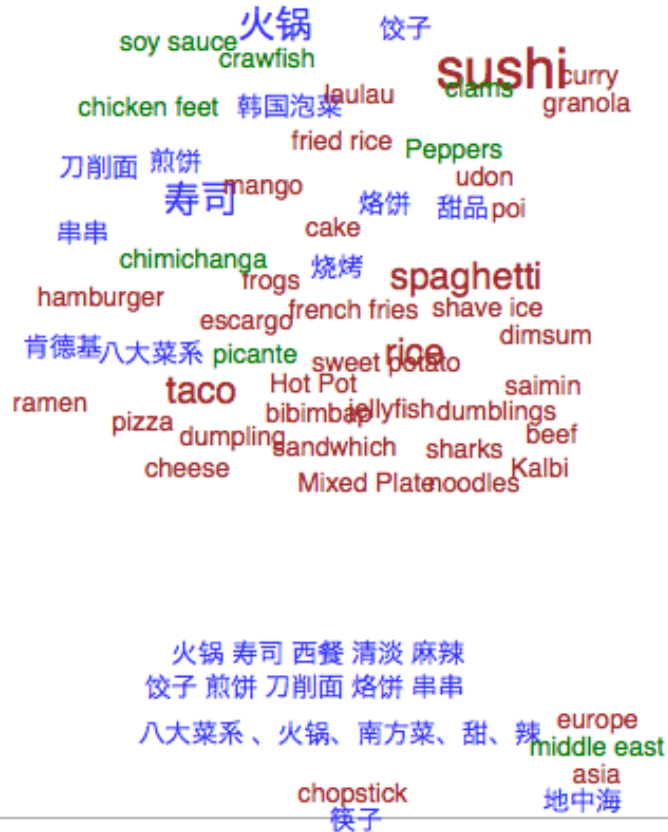 火锅 饺子
soy sauce
crawfish
sushi curry
clams
granola
laulau
chicken feet 韩国泡菜
fried rice Peppers
刀削面 煎饼
udon
寿司 mango
烙饼 甜品 poi
串串
cake
chimichanga
烧烤
frogs spaghetti
hamburger
french fries shave ice
escargo
dimsum
肯德基 八大菜系 picante
rice
sweet potato
taco Hot Pot saimin
ramen
bibimbap jellyfish dumblings
pizza
dumpling beef
sandwhich sharks
cheese Kalbi
Mixed Plate noodles
火锅 寿司 西餐 清淡 麻辣
饺子 煎饼 刀削面 烙饼 串串
八大菜系 、火锅、南方菜、甜、辣
europe
middle east
asia
chopstick 地中海
筷子